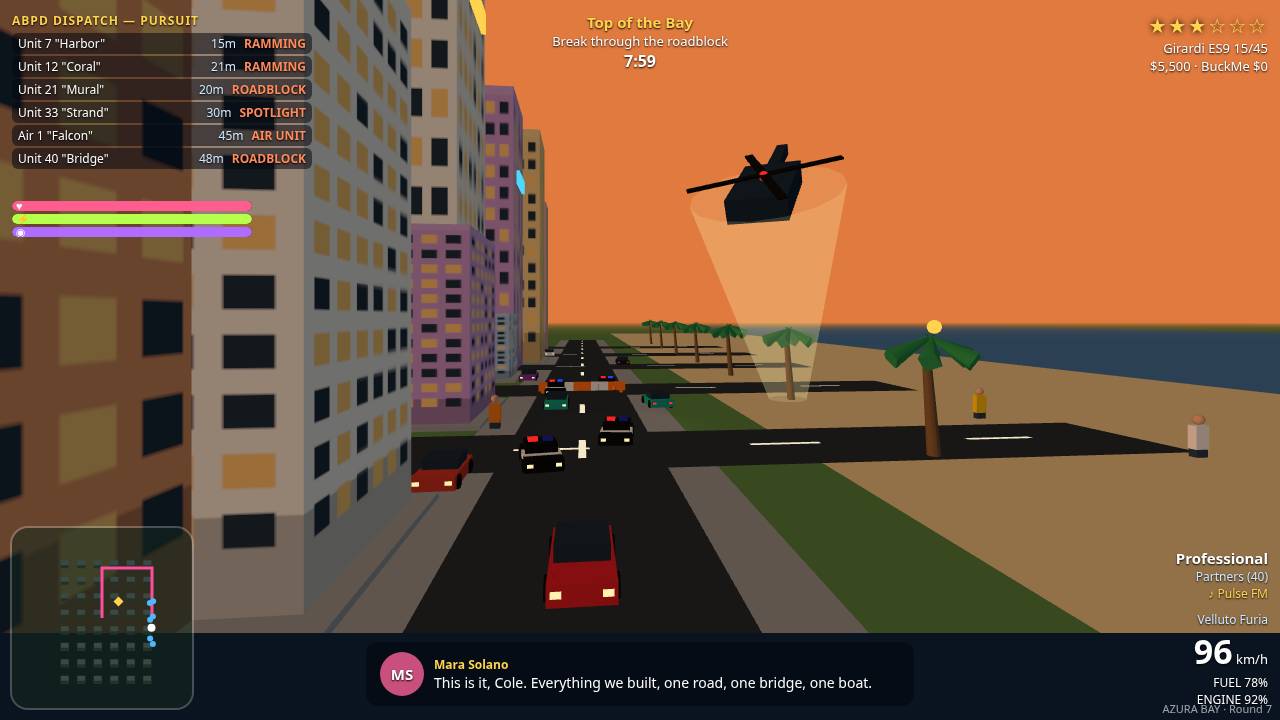 ABPD DISPATCH — PURSUIT
Unit 7 "Harbor" 15m RAMMING
Unit 12 "Coral" 21m RAMMING
Unit 21 "Mural" 20m ROADBLOCK
Unit 33 "Strand" 30m SPOTLIGHT
Air 1 "Falcon" 45m AIR UNIT
Unit 40 "Bridge" 48m ROADBLOCK
Top of the Bay
Break through the roadblock
7:59
★★★☆☆☆
Girardi ES9 15/45
$5,500 · BuckMe $0
Professional
Partners (40)
♪ Pulse FM
Velluto Furia
96 km/h
FUEL 78%
ENGINE 92%
AZURA BAY · Round 7
MS
Mara Solano
This is it, Cole. Everything we built, one road, one bridge, one boat.